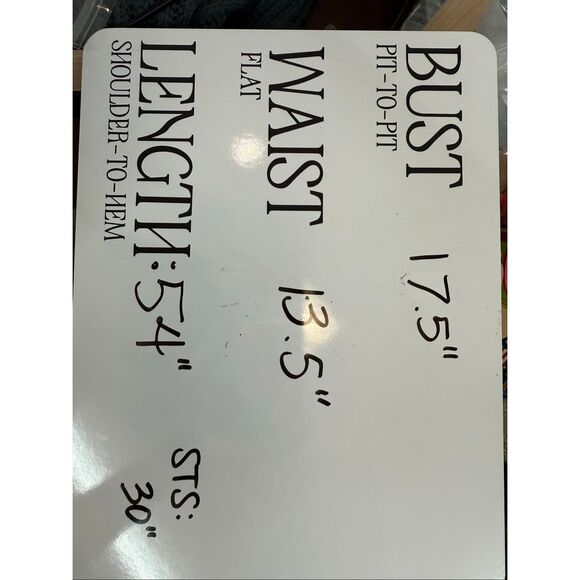 BUST 17.5"
PIT-TO-PIT
WAIST 13.5"
FLAT
LENGTH: 54"
SHOULDER-TO-HEM
STS:
30"